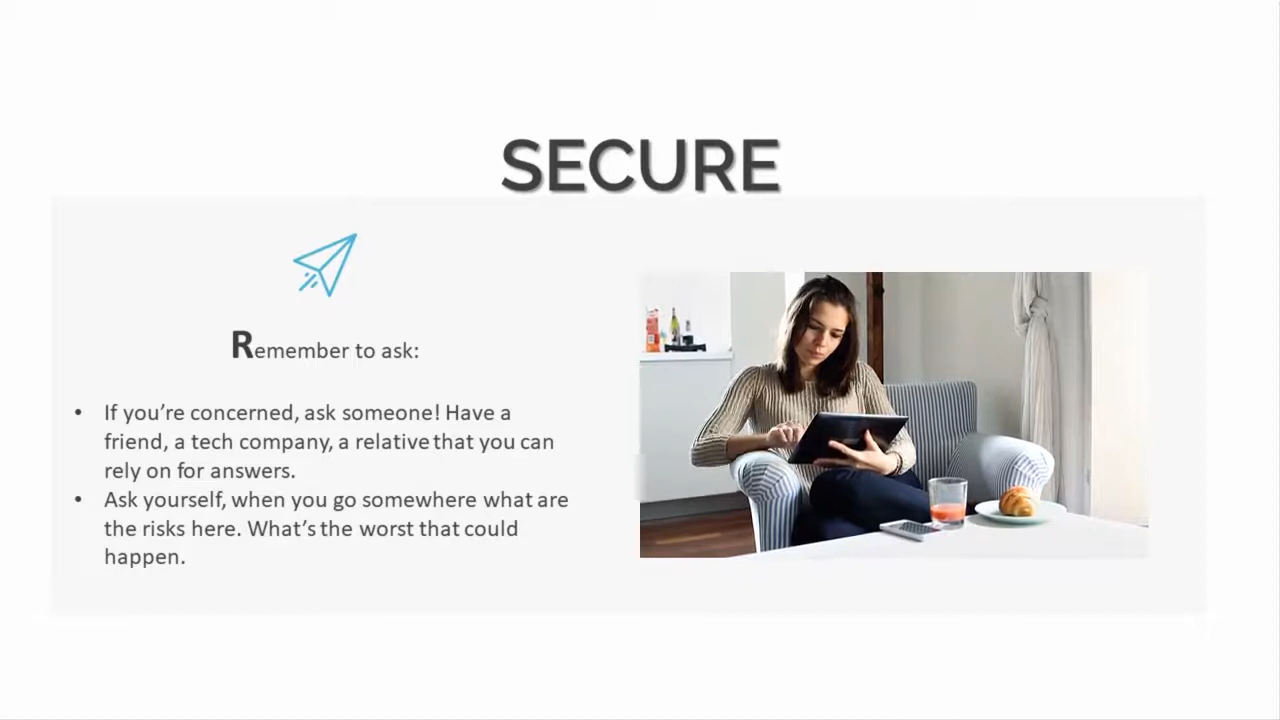 SECURE
Remember to ask:
• If you're concerned, ask someone! Have a
friend, a tech company, a relative that you can
rely on for answers.
• Ask yourself, when you go somewhere what are
the risks here. What's the worst that could
happen.